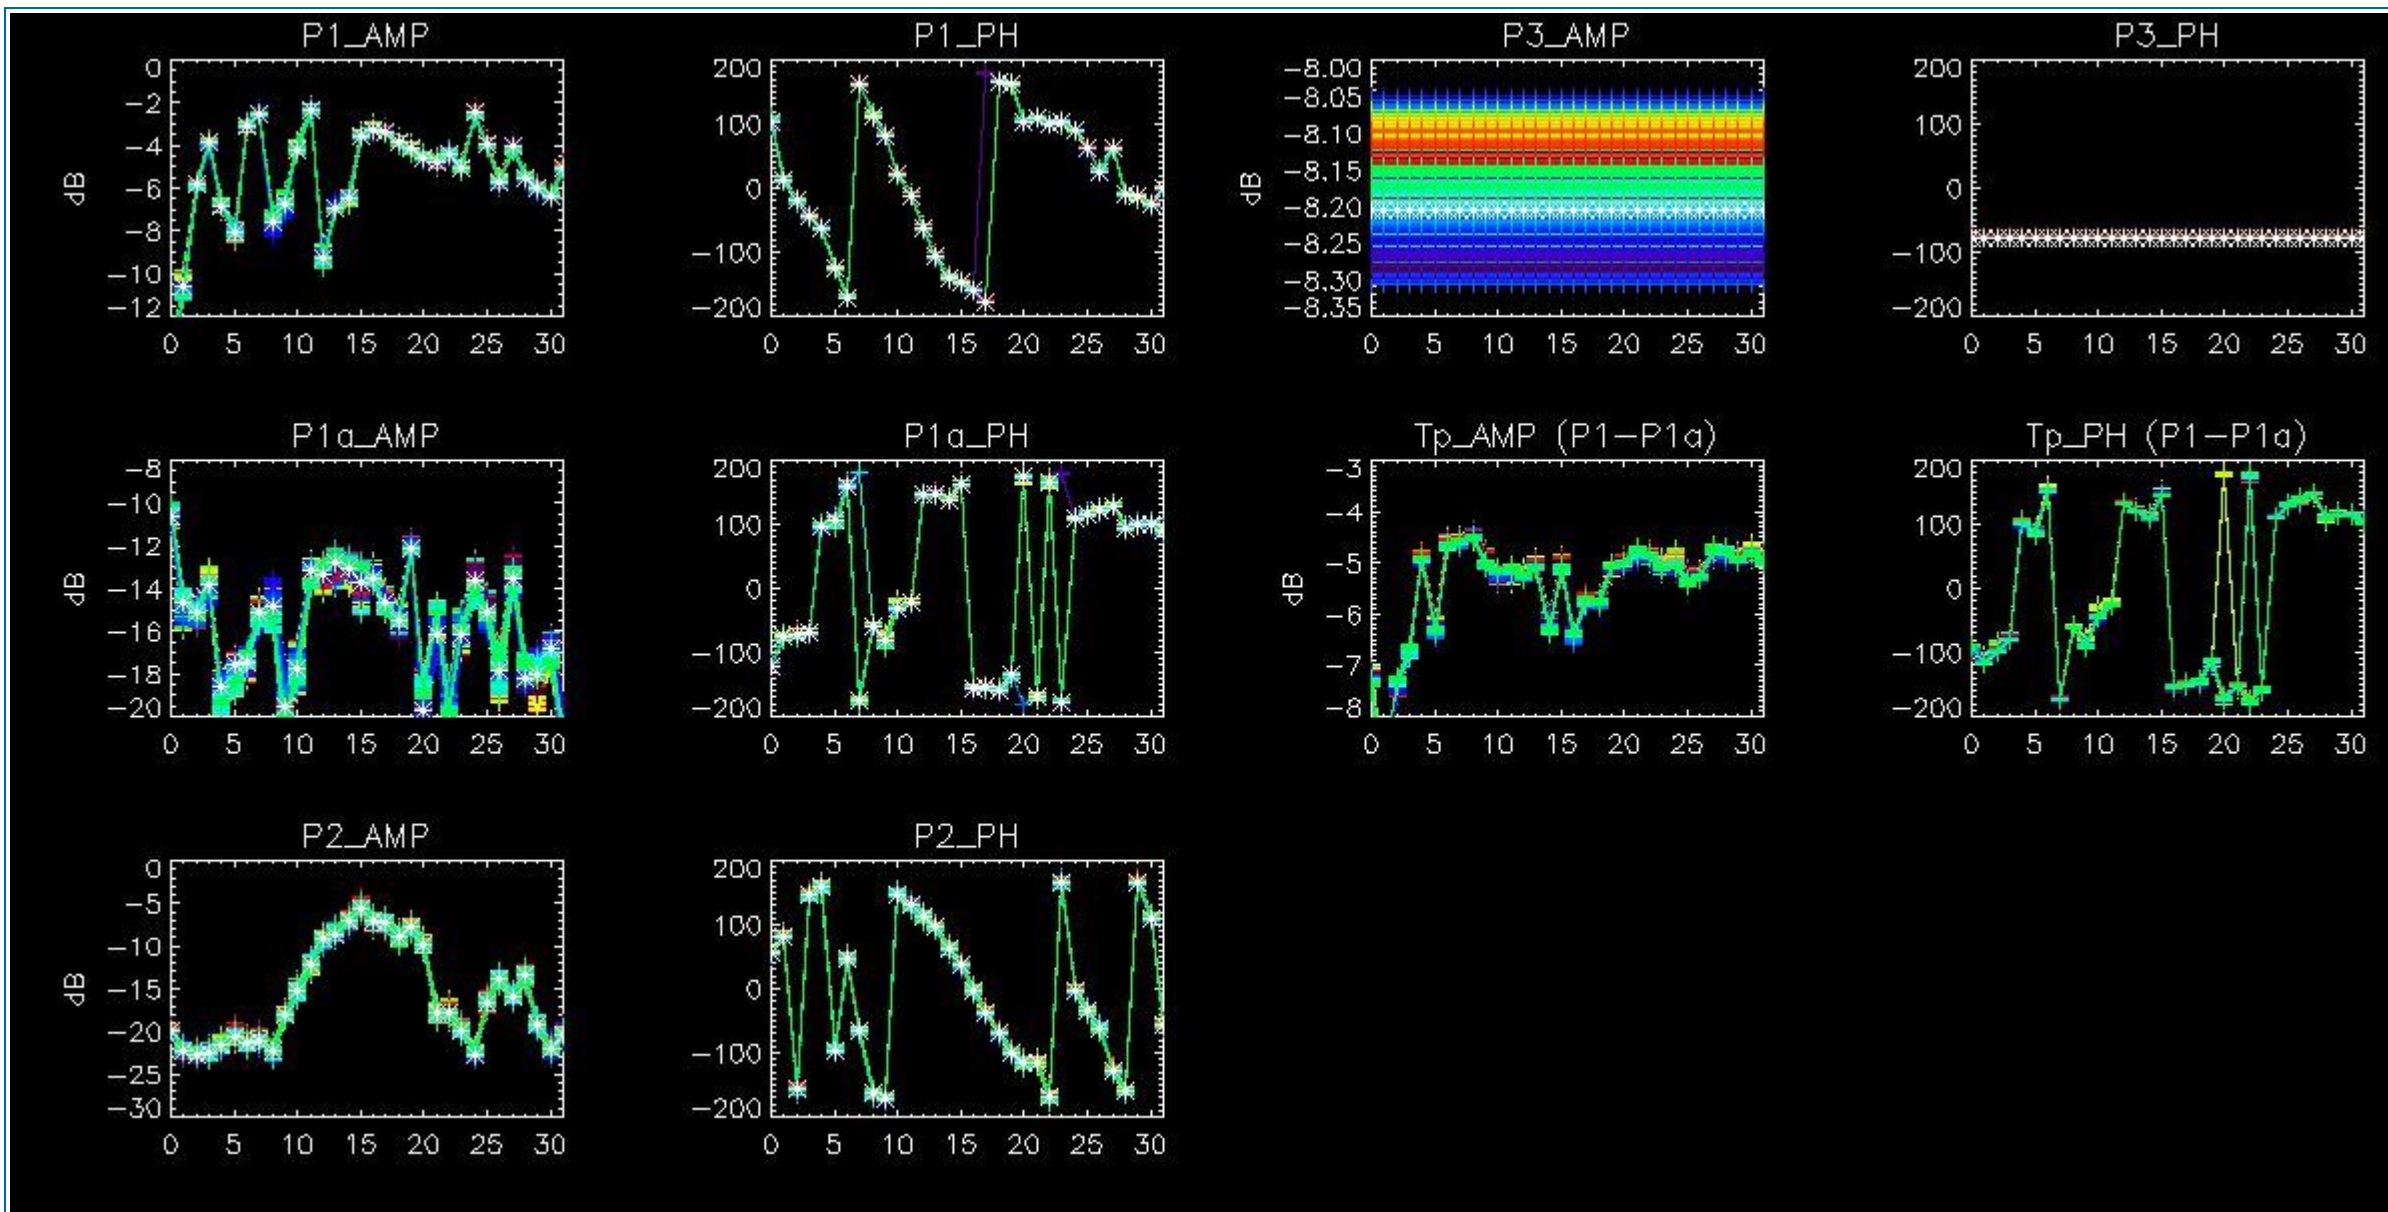 P1_AMP P1_PH P3_AMP P3_PH
0 200 -8.00 200
-2 100 -8.05 100
-4 0 -8.10 0
-6 -100 -8.15 -100
-8 -200 -8.20 -200
-10 -8.25
-12 -8.30
-8.35
dB dB
0 5 10 15 20 25 30 0 5 10 15 20 25 30 0 5 10 15 20 25 30 0 5 10 15 20 25 30
P1a_AMP P1a_PH Tp_AMP (P1-P1a) Tp_PH (P1-P1a)
-8 200 -3 200
-10 100 -4 100
-12 0 -5 0
-14 -100 -6 -100
-16 -200 -7 -200
-18 -8
-20
dB dB
0 5 10 15 20 25 30 0 5 10 15 20 25 30 0 5 10 15 20 25 30 0 5 10 15 20 25 30
P2_AMP P2_PH
0 200
-5 100
-10 0
-15 -100
-20 -200
-25
-30
dB
0 5 10 15 20 25 30 0 5 10 15 20 25 30